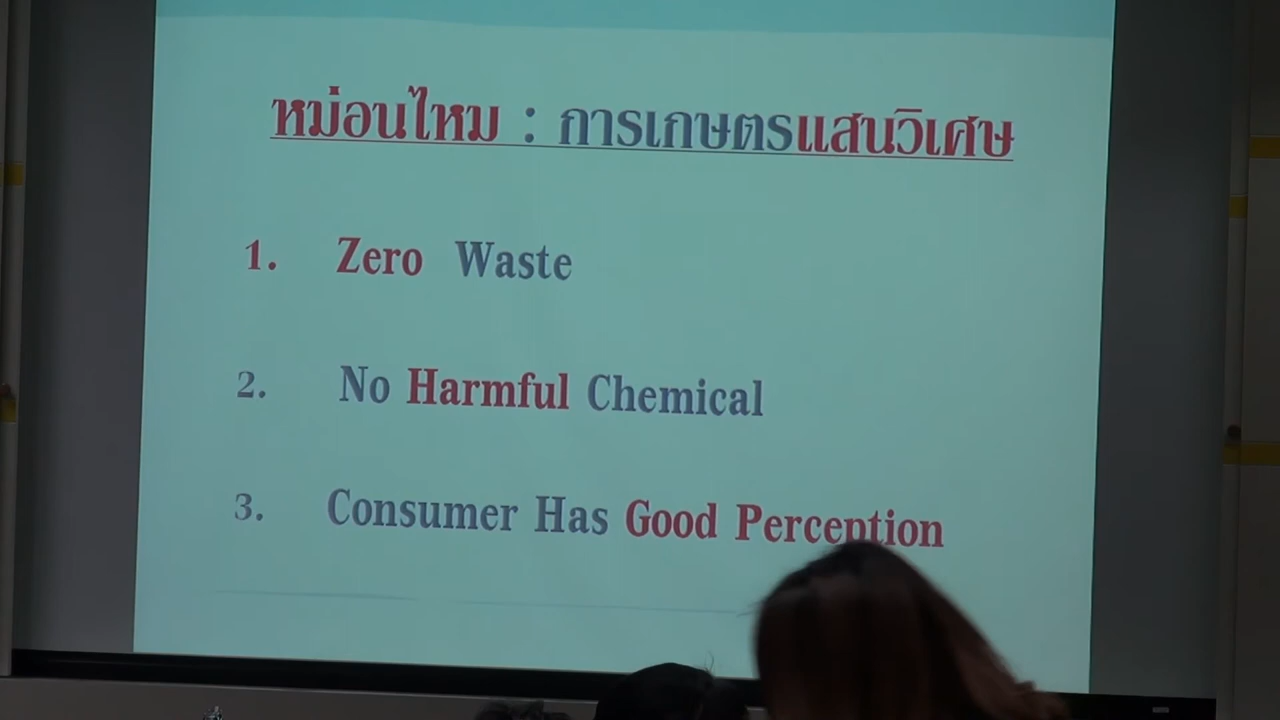 หม่อนไหม : การเกษตรแสนวิเศษ
1. Zero Waste
2. No Harmful Chemical
3. Consumer Has Good Perception